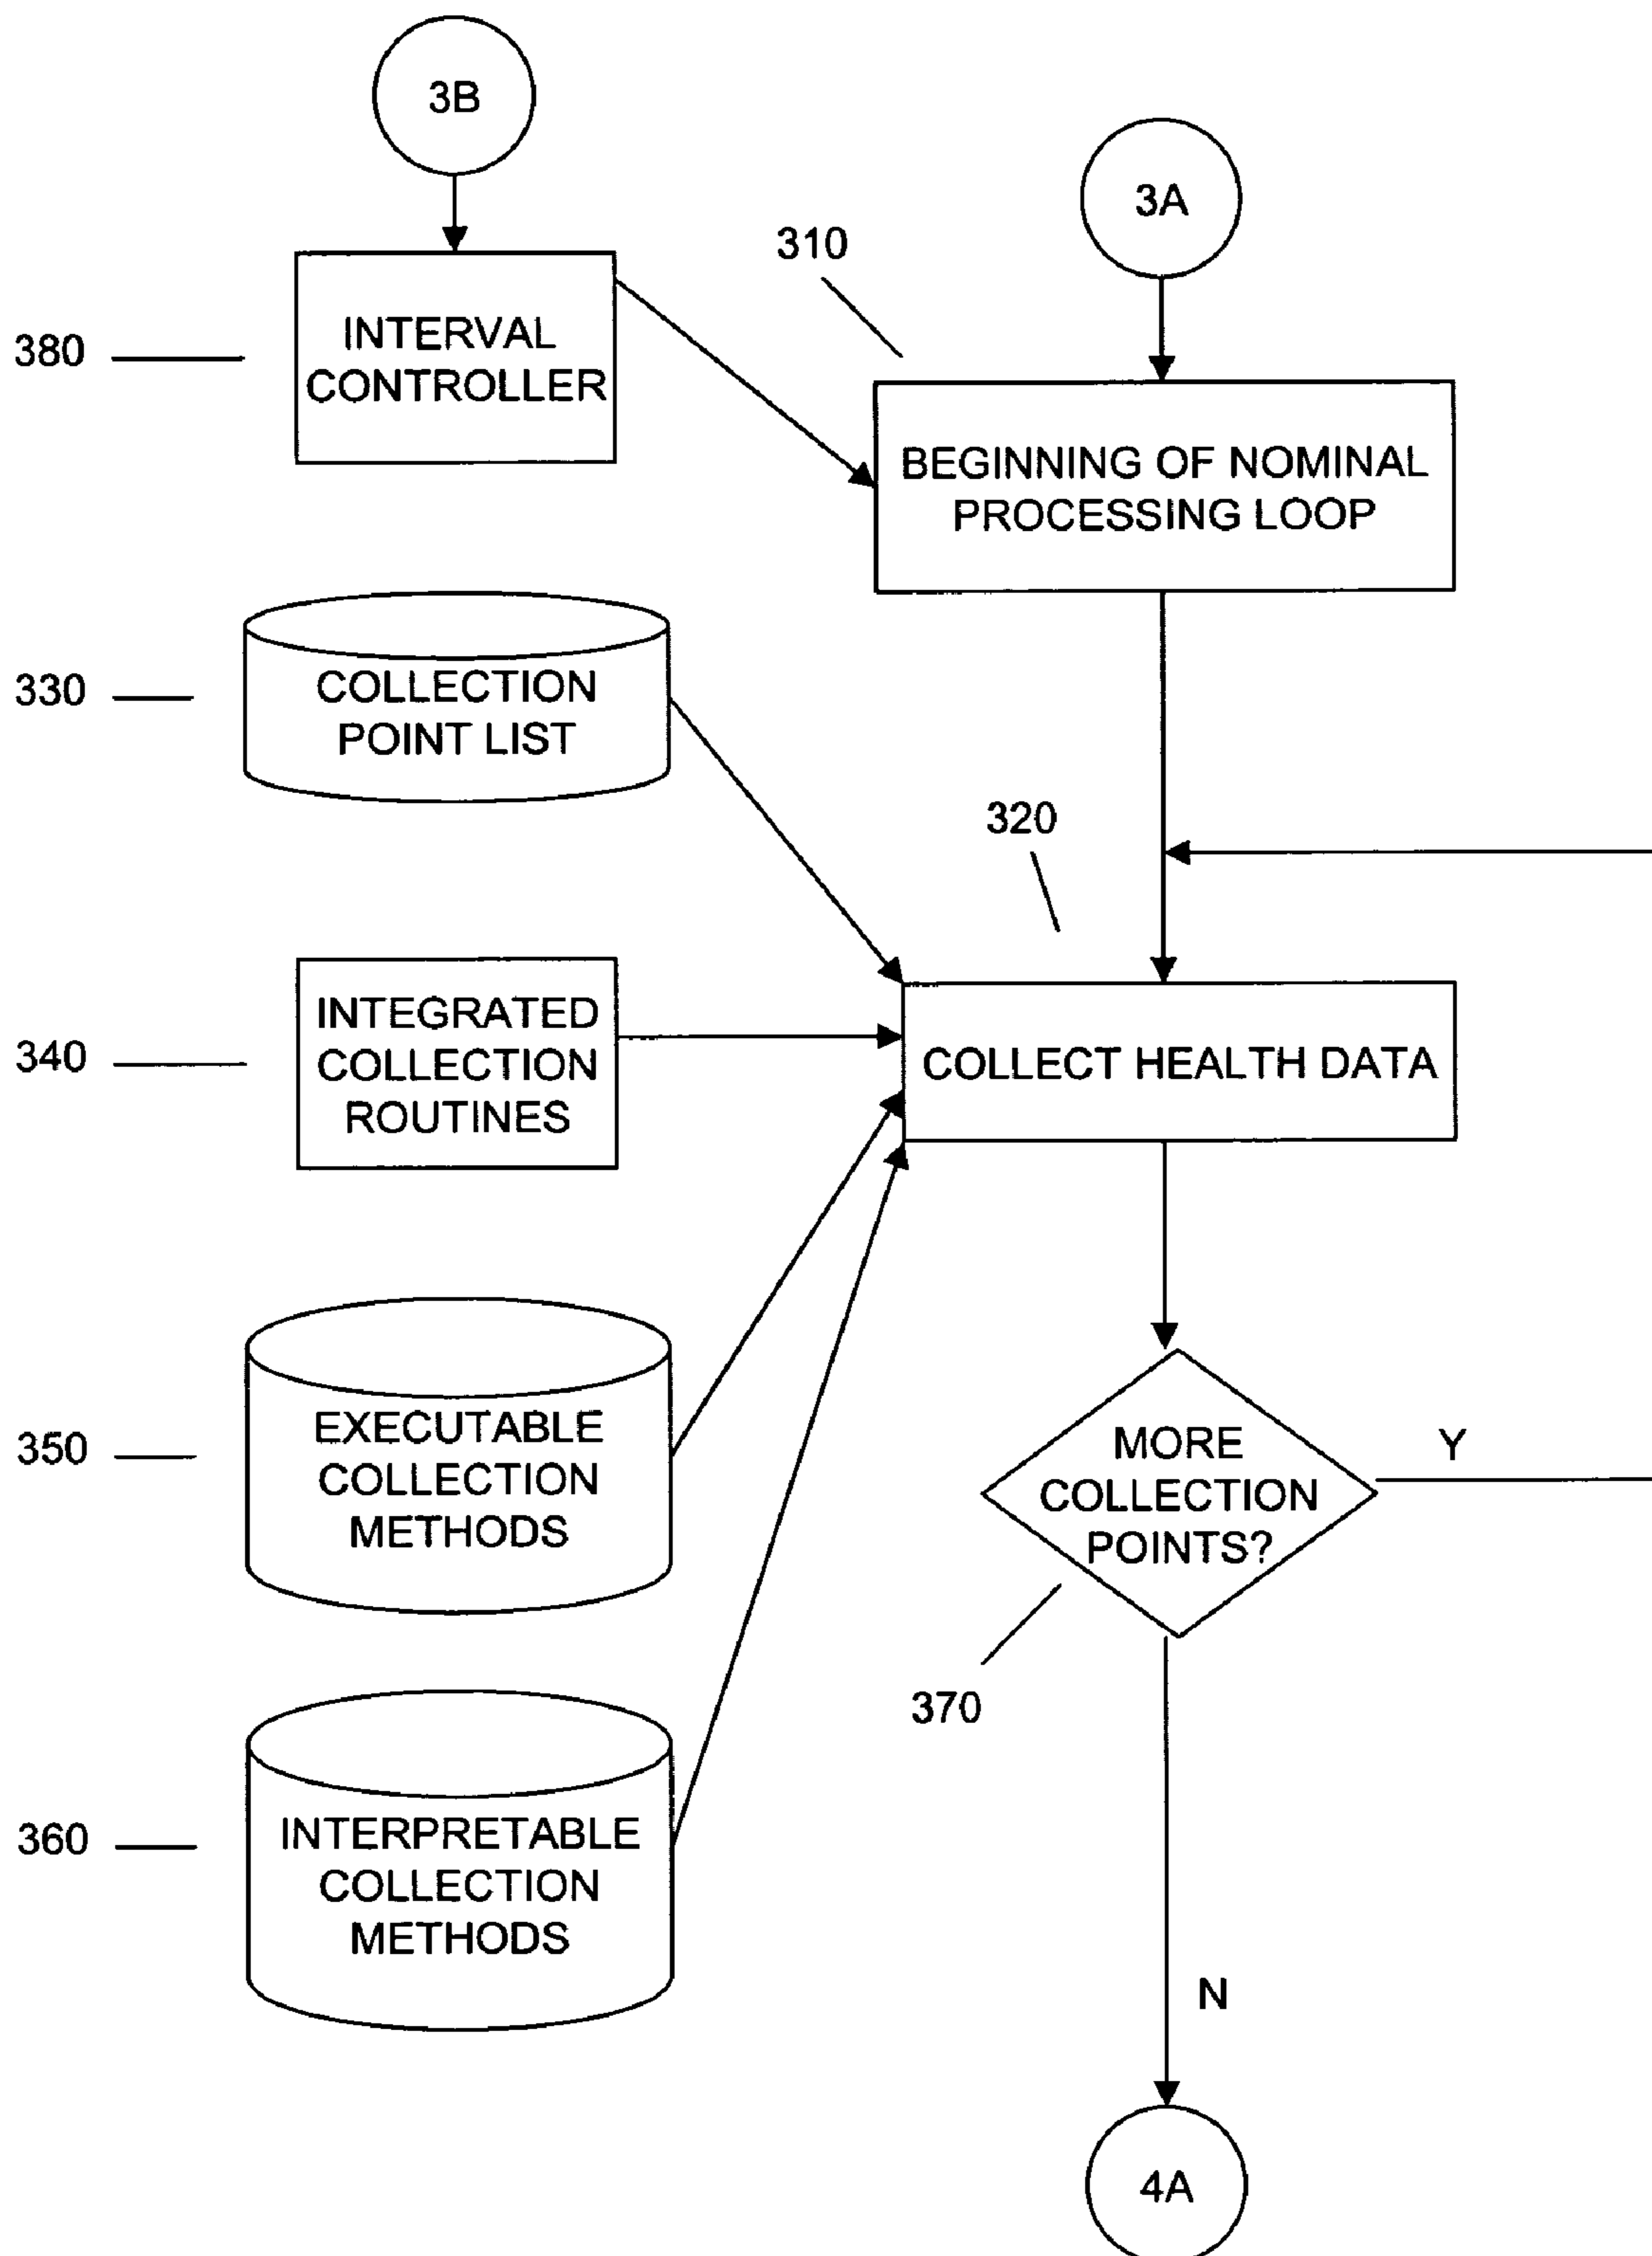 3B
3A
310
380
INTERVAL
CONTROLLER
BEGINNING OF NOMINAL
PROCESSING LOOP
330
COLLECTION
POINT LIST
320
340
INTEGRATED
COLLECTION
ROUTINES
COLLECT HEALTH DATA
350
EXECUTABLE
COLLECTION
METHODS
MORE
COLLECTION
POINTS?
Y
370
360
INTERPRETABLE
COLLECTION
METHODS
N
4A